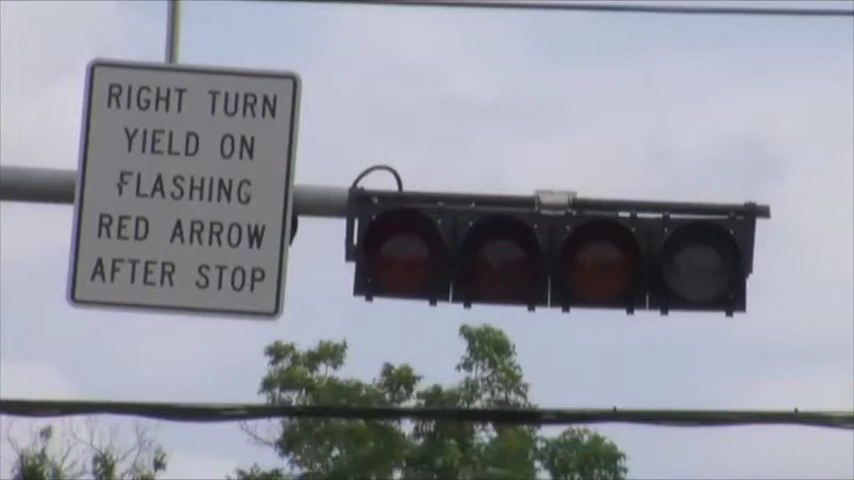 RIGHT TURN
YIELD ON
FLASHING
RED ARROW
AFTER STOP